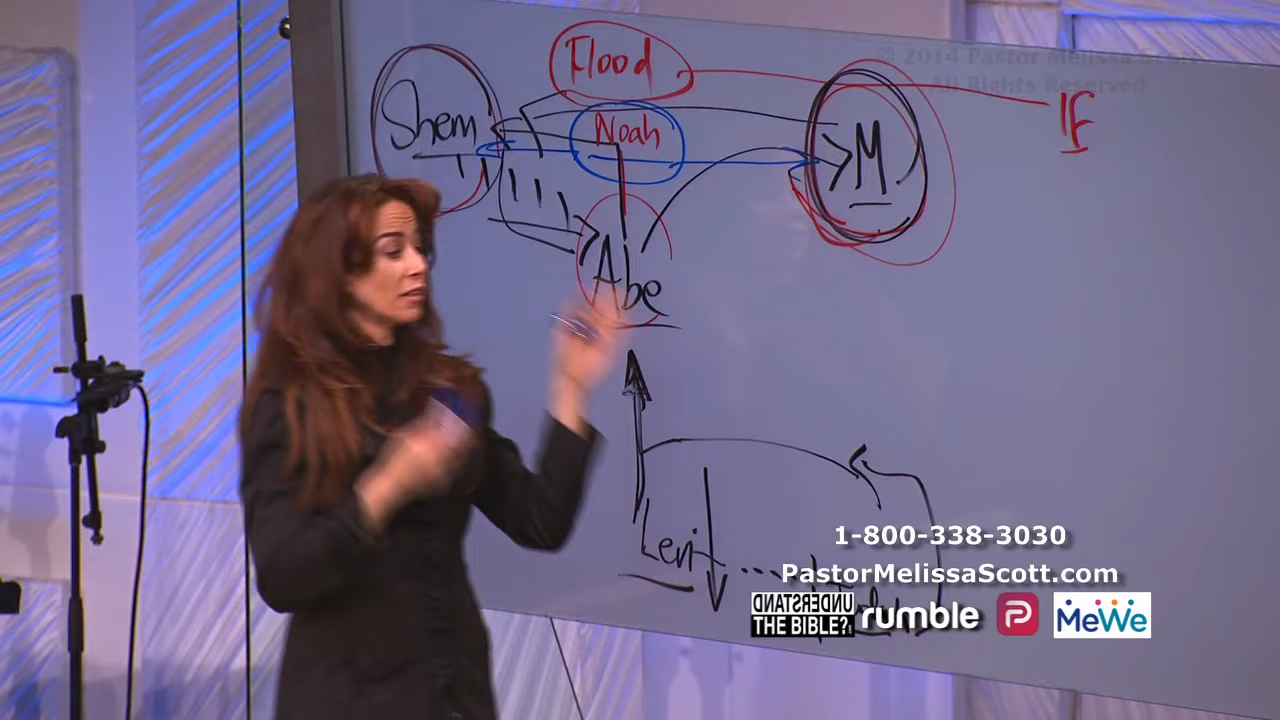 © 2014 Pastor Melissa Scott
All Rights Reserved
Flood
IF
Shem
Noah
M
Abe
Levi ....
1-800-338-3030
PastorMelissaScott.com
UNDERSTAND
THE BIBLE?
rumble
P
MeWe